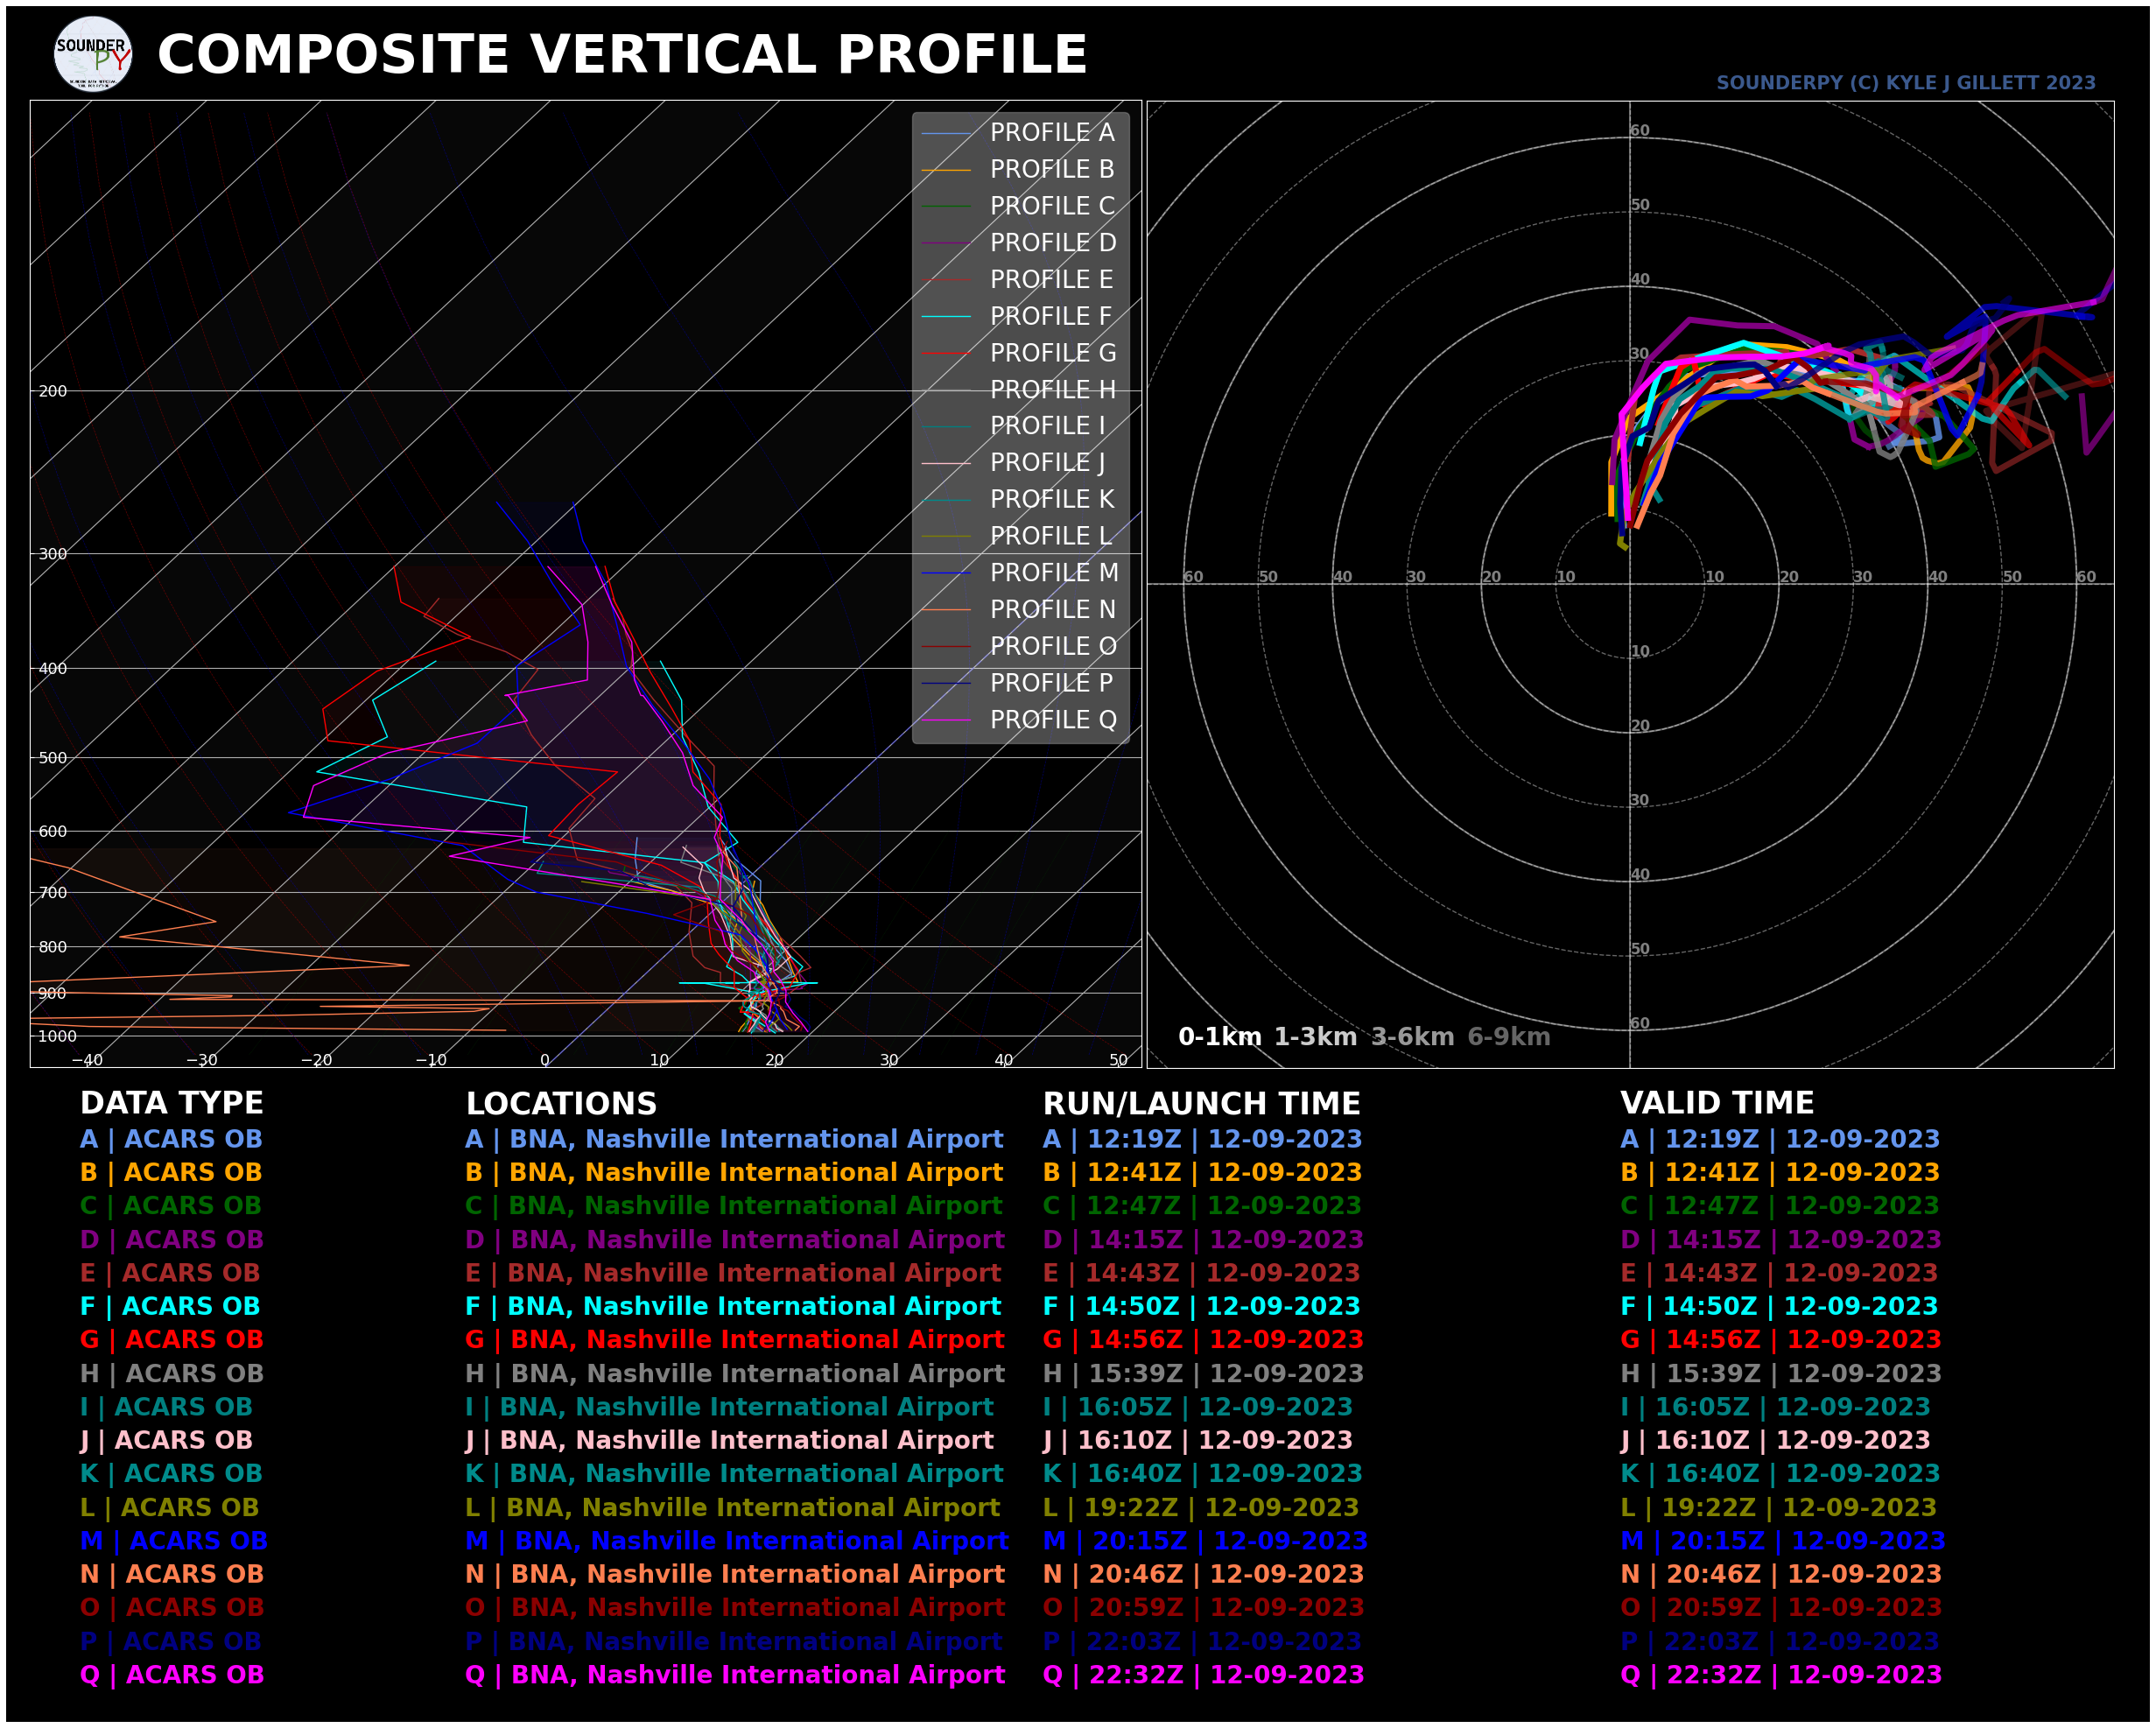 SOUNDER
PY
COMPOSITE VERTICAL PROFILE
SOUNDERPY (C) KYLE J GILLETT 2023
PROFILE A
PROFILE B
PROFILE C
PROFILE D
PROFILE E
PROFILE F
PROFILE G
PROFILE H
PROFILE I
PROFILE J
PROFILE K
PROFILE L
PROFILE M
PROFILE N
PROFILE O
PROFILE P
PROFILE Q
200
300
400
500
600
700
800
900
1000
−40 −30 −20 −10 0 10 20 30 40 50
60
50
40
30
20
60 50 40 30 20 10 10 20 30 40 50 60
10
20
30
40
50
60
0-1km 1-3km 3-6km 6-9km
DATA TYPE LOCATIONS RUN/LAUNCH TIME VALID TIME
A | ACARS OB A | BNA, Nashville International Airport A | 12:19Z | 12-09-2023 A | 12:19Z | 12-09-2023
B | ACARS OB B | BNA, Nashville International Airport B | 12:41Z | 12-09-2023 B | 12:41Z | 12-09-2023
C | ACARS OB C | BNA, Nashville International Airport C | 12:47Z | 12-09-2023 C | 12:47Z | 12-09-2023
D | ACARS OB D | BNA, Nashville International Airport D | 14:15Z | 12-09-2023 D | 14:15Z | 12-09-2023
E | ACARS OB E | BNA, Nashville International Airport E | 14:43Z | 12-09-2023 E | 14:43Z | 12-09-2023
F | ACARS OB F | BNA, Nashville International Airport F | 14:50Z | 12-09-2023 F | 14:50Z | 12-09-2023
G | ACARS OB G | BNA, Nashville International Airport G | 14:56Z | 12-09-2023 G | 14:56Z | 12-09-2023
H | ACARS OB H | BNA, Nashville International Airport H | 15:39Z | 12-09-2023 H | 15:39Z | 12-09-2023
I | ACARS OB I | BNA, Nashville International Airport I | 16:05Z | 12-09-2023 I | 16:05Z | 12-09-2023
J | ACARS OB J | BNA, Nashville International Airport J | 16:10Z | 12-09-2023 J | 16:10Z | 12-09-2023
K | ACARS OB K | BNA, Nashville International Airport K | 16:40Z | 12-09-2023 K | 16:40Z | 12-09-2023
L | ACARS OB L | BNA, Nashville International Airport L | 19:22Z | 12-09-2023 L | 19:22Z | 12-09-2023
M | ACARS OB M | BNA, Nashville International Airport M | 20:15Z | 12-09-2023 M | 20:15Z | 12-09-2023
N | ACARS OB N | BNA, Nashville International Airport N | 20:46Z | 12-09-2023 N | 20:46Z | 12-09-2023
O | ACARS OB O | BNA, Nashville International Airport O | 20:59Z | 12-09-2023 O | 20:59Z | 12-09-2023
P | ACARS OB P | BNA, Nashville International Airport P | 22:03Z | 12-09-2023 P | 22:03Z | 12-09-2023
Q | ACARS OB Q | BNA, Nashville International Airport Q | 22:32Z | 12-09-2023 Q | 22:32Z | 12-09-2023